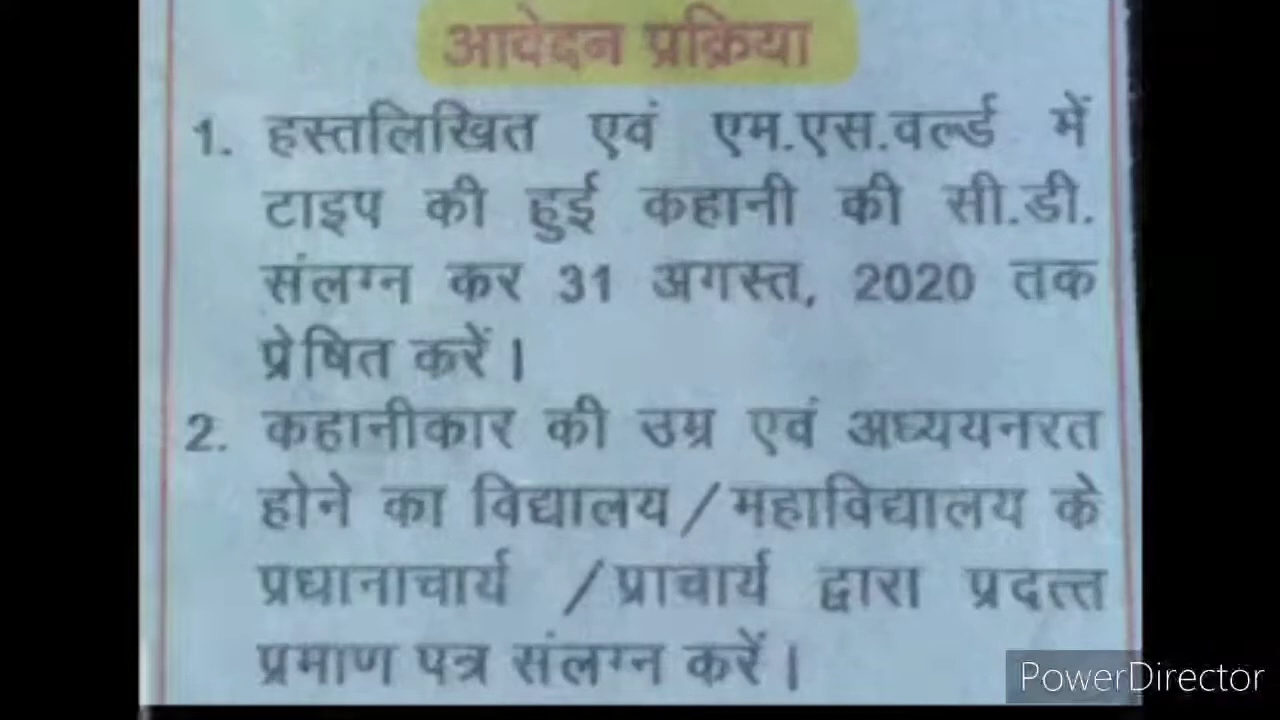 आवेदन प्रक्रिया
1. हस्तलिखित एवं एम.एस.वर्ल्ड में
टाइप की हुई कहानी की सी.डी.
संलग्न कर 31 अगस्त, 2020 तक
प्रेषित करें।
2. कहानीकार की उम्र एवं अध्ययनरत
होने का विद्यालय/महाविद्यालय के
प्रधानाचार्य /प्राचार्य द्वारा प्रदत्त
प्रमाण पत्र संलग्न करें।
PowerDirector